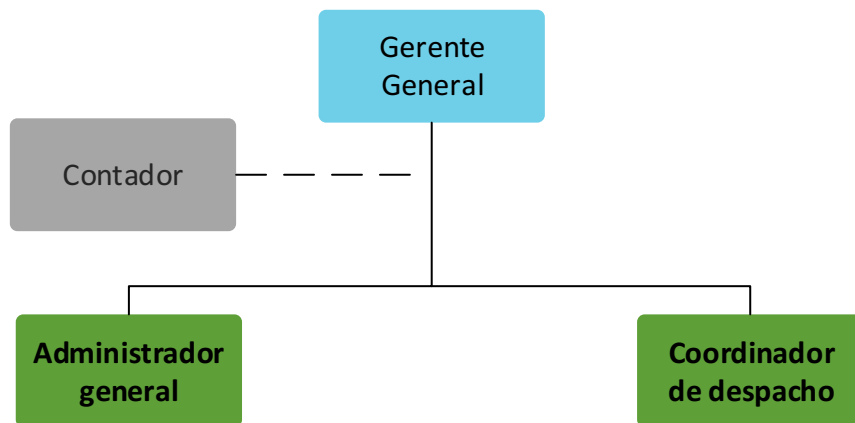 Gerente
General
Contador
Administrador
general
Coordinador
de despacho